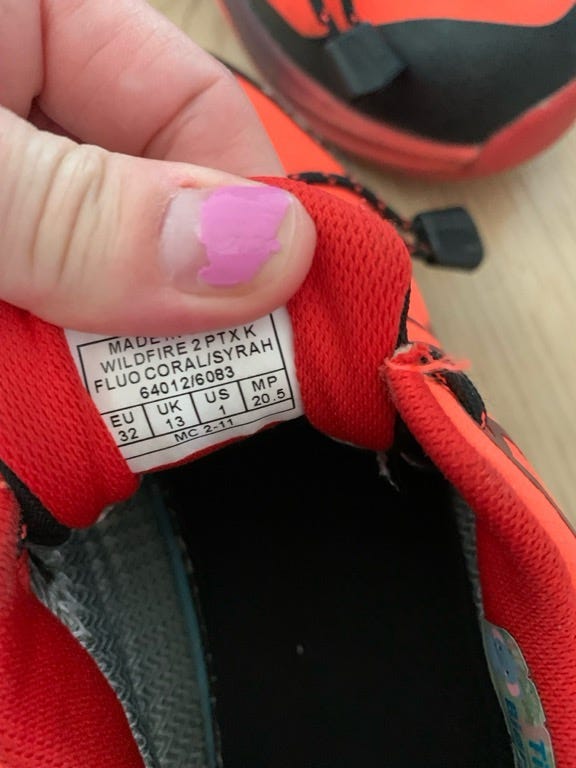 MADE
WILDFIRE 2 PTX K
FLUO CORAL/SYRAH
64012/6083
EU UK US MP
32 13 1 20.5
MC 2-11